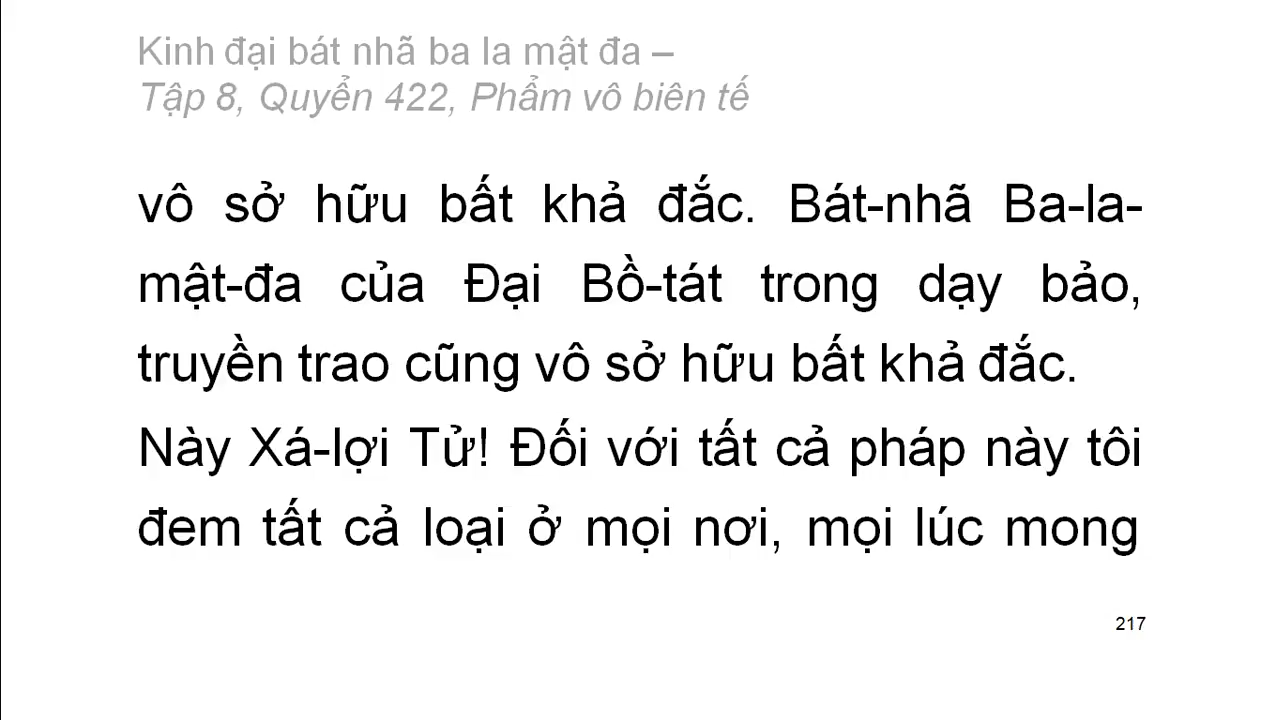 Kinh đại bát nhã ba la mật đa –
Tập 8, Quyển 422, Phẩm vô biên tế
vô sở hữu bất khả đắc. Bát-nhã Ba-la-
mật-đa của Đại Bồ-tát trong dạy bảo,
truyền trao cũng vô sở hữu bất khả đắc.
Này Xá-lợi Tử! Đối với tất cả pháp này tôi
đem tất cả loại ở mọi nơi, mọi lúc mong
217